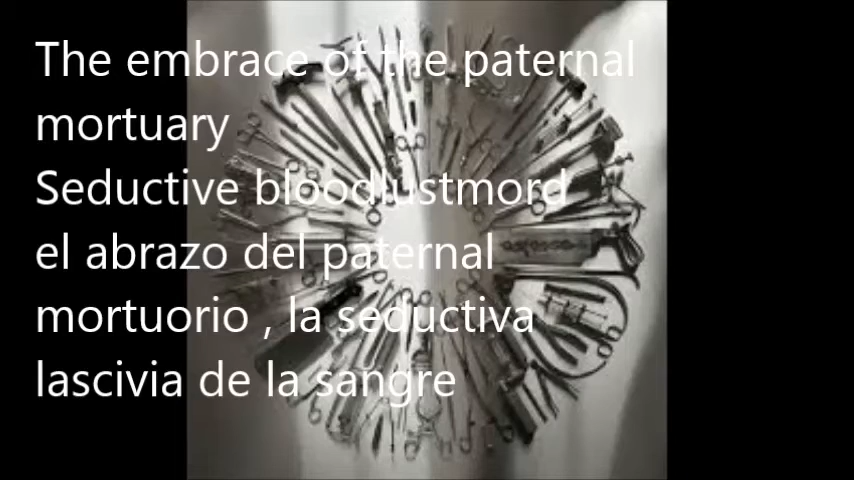 The embrace of the paternal
mortuary
Seductive bloodlustmord
el abrazo del paternal
mortuorio , la seductiva
lascivia de la sangre